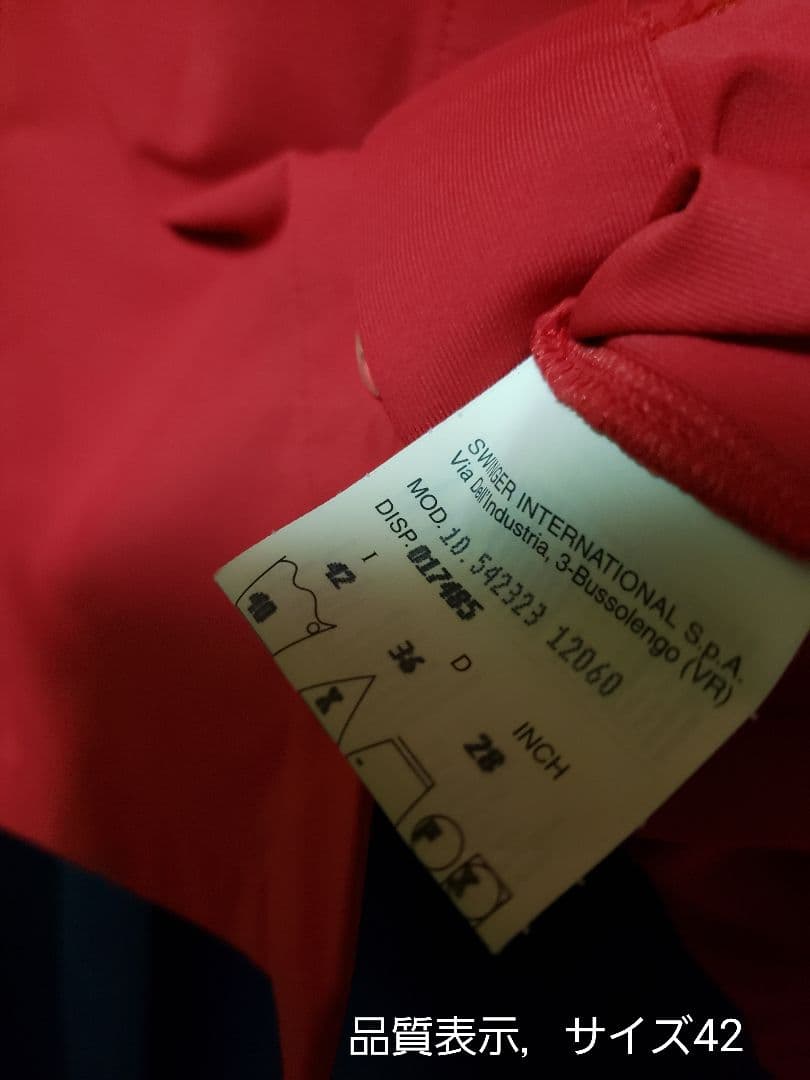 SWINGER INTERNATIONAL S.p.A.
Via Dell'Industria, 3-Bussolengo (VR)
MOD. 10.542323 12060
DISP. 017485
I D INCH
42 36 28
40 X P X
品質表示，サイズ42